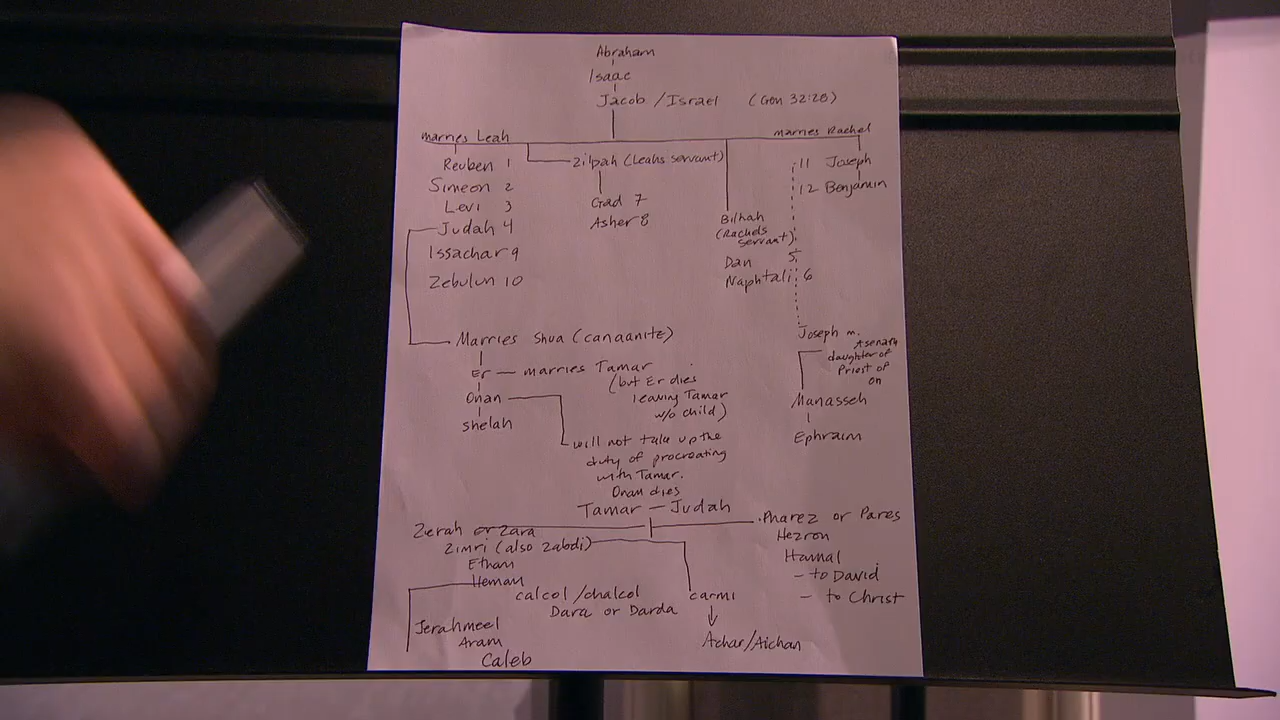 Abraham
Isaac
Jacob / Israel (Gen 32:28)
marries Leah
marries Rachel
Reuben 1
Zilpah (Leahs servant)
11 Joseph
Simeon 2
12 Benjamin
Levi 3
Gad 7
Judah 4
Asher 8
Bilhah
(Rachels
servant)
Issachar 9
Dan 5
Zebulun 10
Naphtali 6
Marries Shua (canaanite)
Joseph m.
Asenath
daughter of
Priest of
on
Er — marries Tamar
(but Er dies
leaving Tamar
w/o child)
Onan
Shelah
Manasseh
Ephraim
will not take up the
duty of procreating
with Tamar.
Onan dies
Tamar — Judah
Zerah or Zara
Pharez or Pares
Zimri (also Zabdi)
Hezron
Ethan
Hamal
Heman
- to David
calcol / chalcol
carmi
- to Christ
Dara or Darda
Jerahmeel
Achar/Aichan
Aram
Caleb